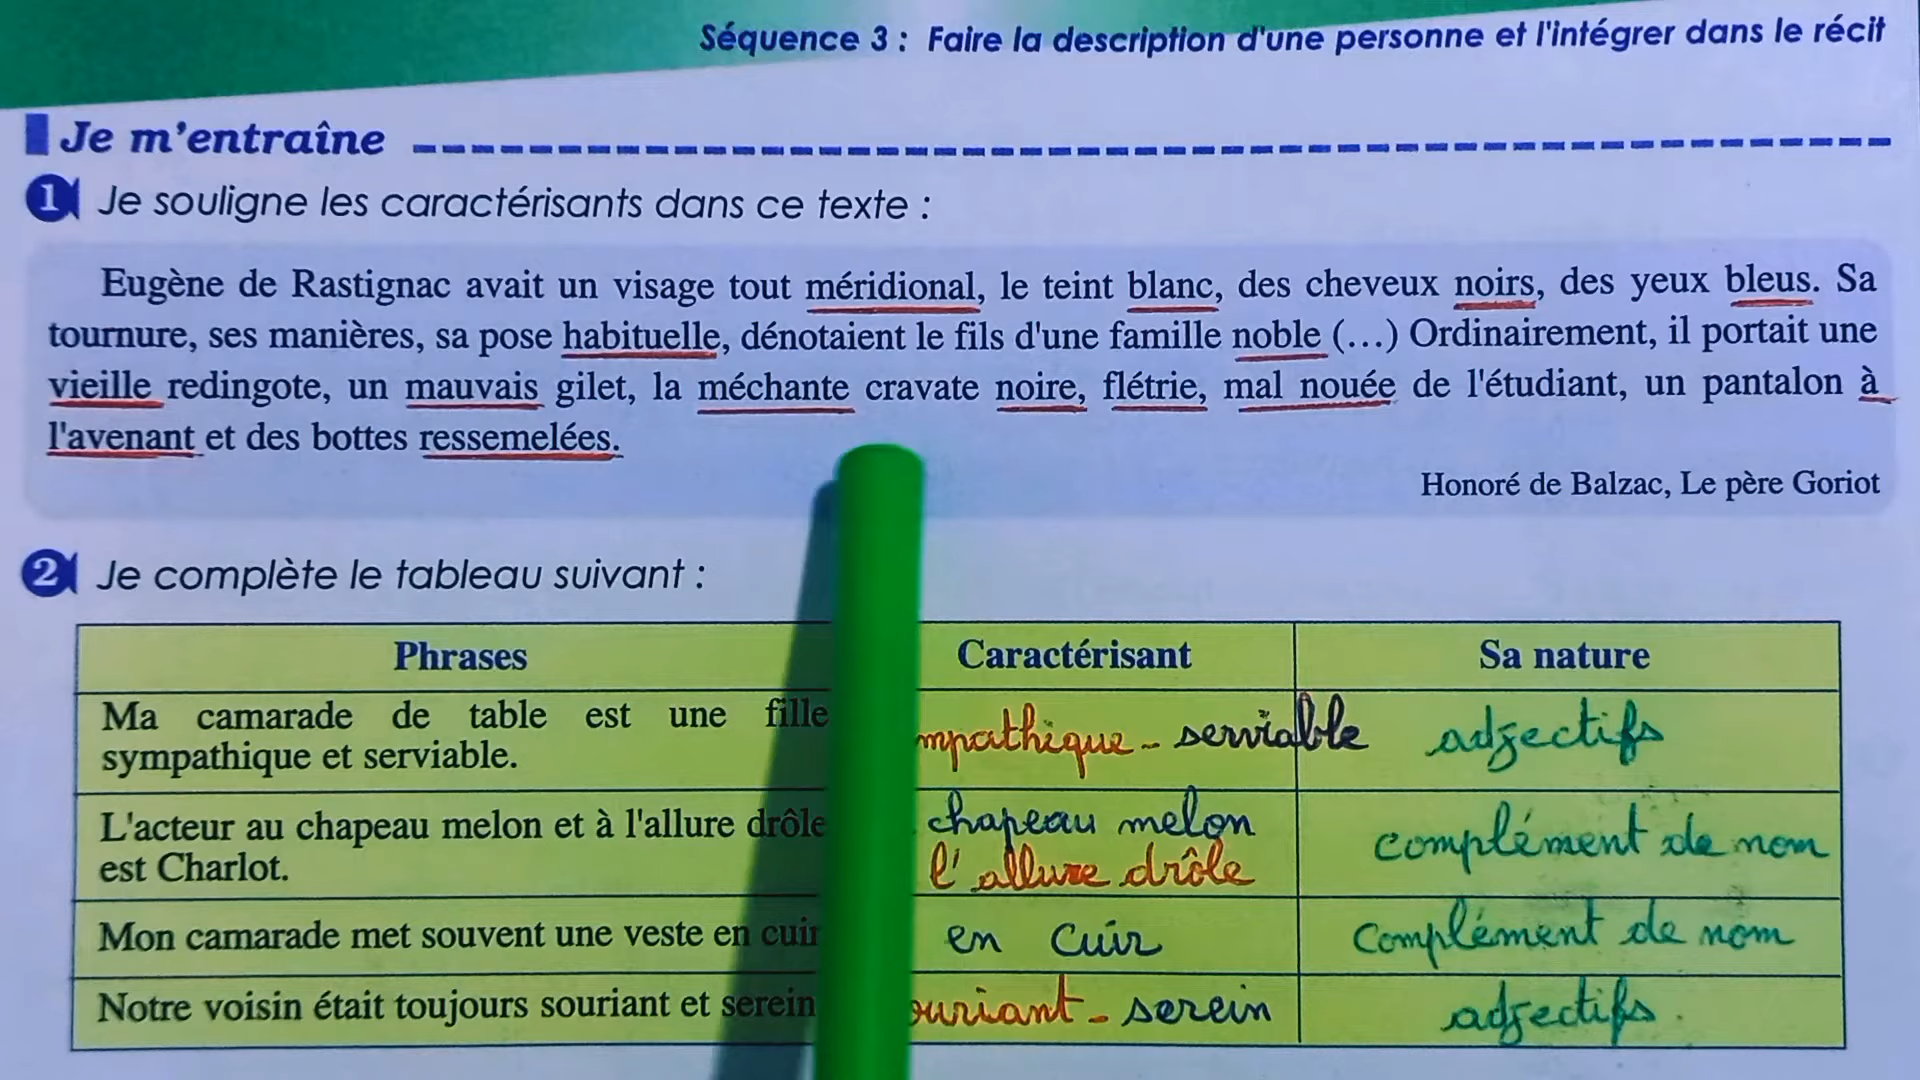 Séquence 3 : Faire la description d'une personne et l'intégrer dans le récit
Je m'entraîne
1 Je souligne les caractérisants dans ce texte :
Eugène de Rastignac avait un visage tout méridional, le teint blanc, des cheveux noirs, des yeux bleus. Sa
tournure, ses manières, sa pose habituelle, dénotaient le fils d'une famille noble (...) Ordinairement, il portait une
vieille redingote, un mauvais gilet, la méchante cravate noire, flétrie, mal nouée de l'étudiant, un pantalon à
l'avenant et des bottes ressemelées.
Honoré de Balzac, Le père Goriot
2 Je complète le tableau suivant :
Phrases Caractérisant Sa nature
Ma camarade de table est une fille
sympathique et serviable.
mpathique - serviable adjectifs
L'acteur au chapeau melon et à l'allure drôle
est Charlot.
chapeau melon
l'allure drôle
complément de nom
Mon camarade met souvent une veste en cuir en cuir complément de nom
Notre voisin était toujours souriant et serein ouriant - serein adjectifs.